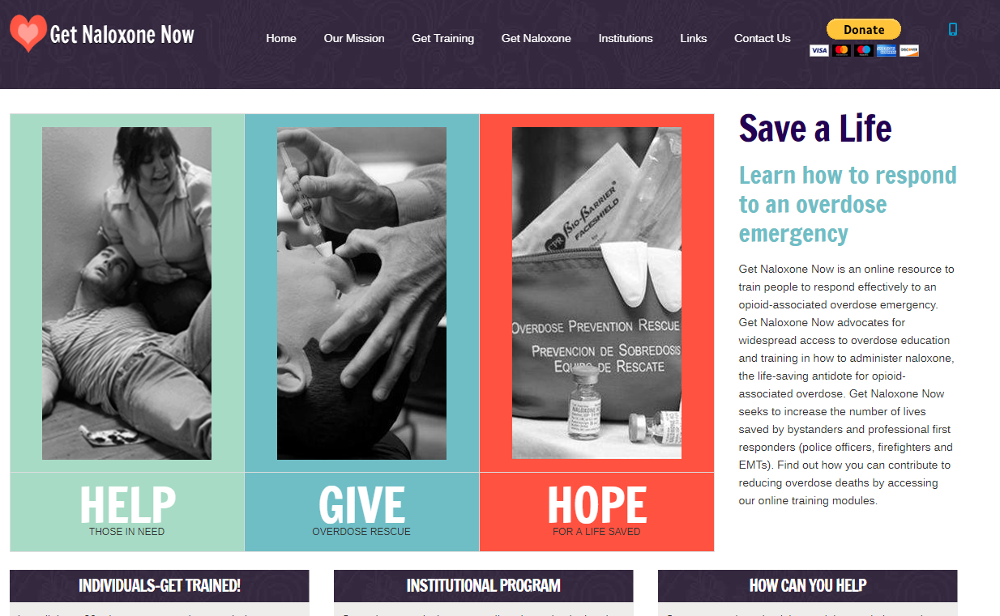 Get Naloxone Now
Home Our Mission Get Training Get Naloxone Institutions Links Contact Us
Donate
VISA
DISCOVER
BIO-BARRIER
CPR FACESHIELD
OVERDOSE PREVENTION RESCUE
PREVENCION DE SOBREDOSIS
EQUIPO DE RESCATE
NALOXONE
HELP
THOSE IN NEED
GIVE
OVERDOSE RESCUE
HOPE
FOR A LIFE SAVED
Save a Life
Learn how to respond
to an overdose
emergency
Get Naloxone Now is an online resource to
train people to respond effectively to an
opioid-associated overdose emergency.
Get Naloxone Now advocates for
widespread access to overdose education
and training in how to administer naloxone,
the life-saving antidote for opioid-
associated overdose. Get Naloxone Now
seeks to increase the number of lives
saved by bystanders and professional first
responders (police officers, firefighters and
EMTs). Find out how you can contribute to
reducing overdose deaths by accessing
our online training modules.
INDIVIDUALS-GET TRAINED!
INSTITUTIONAL PROGRAM
HOW CAN YOU HELP